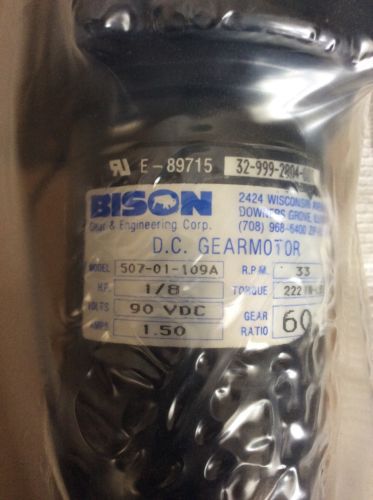 E-89715 32-999-2804
BISON 2424 WISCONSIN
Gear & Engineering Corp. DOWNERS GROVE,
(708) 968-6400
D.C. GEARMOTOR
MODEL 507-01-109A R.P.M. 33
H.P. 1/8 TORQUE 222
VOLTS 90 VDC GEAR
AMPS 1.50 RATIO 60